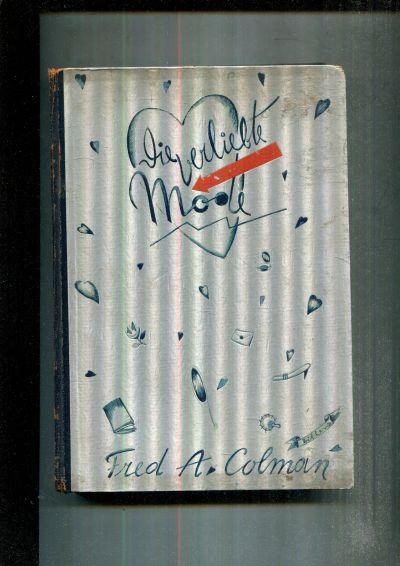 Die verliebte
Mode
Fred A. Colman